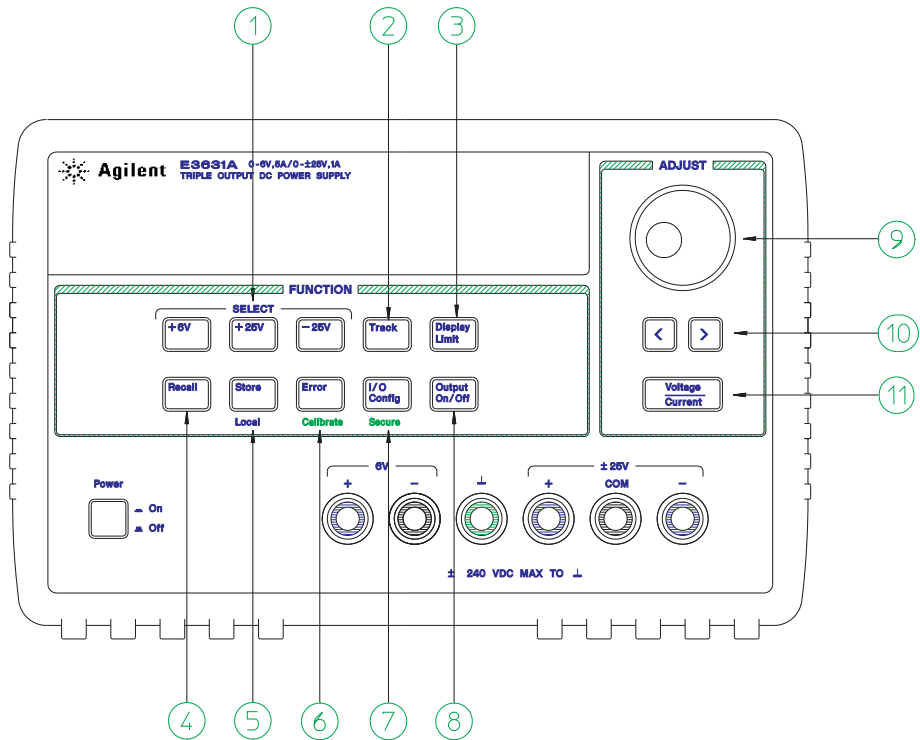 1 2 3
Agilent E3631A 0-6V,5A/0-±25V,1A
TRIPLE OUTPUT DC POWER SUPPLY
ADJUST
9
FUNCTION
SELECT
+6V +25V -25V Track Display Limit
< > 10
Recall Store Error I/O Config Output On/Off
Voltage Current 11
Local Calibrate Secure
Power
On
Off
6V ±25V
+ - ⏊ + COM -
± 240 VDC MAX TO ⏊
4 5 6 7 8